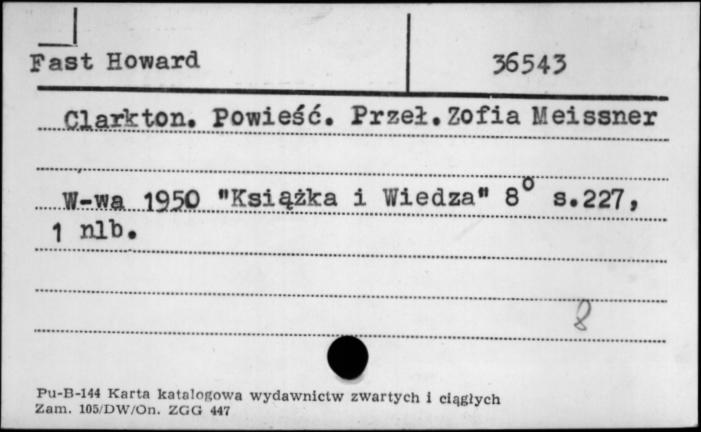 Fast Howard 36543
Clarkton. Powieść. Przeł. Zofia Meissner
W-wa 1950 "Książka i Wiedza" 8° s.227,
1 nlb.
8
Pu-B-144 Karta katalogowa wydawnictw zwartych i ciągłych
Zam. 105/DW/On. ZGG 447